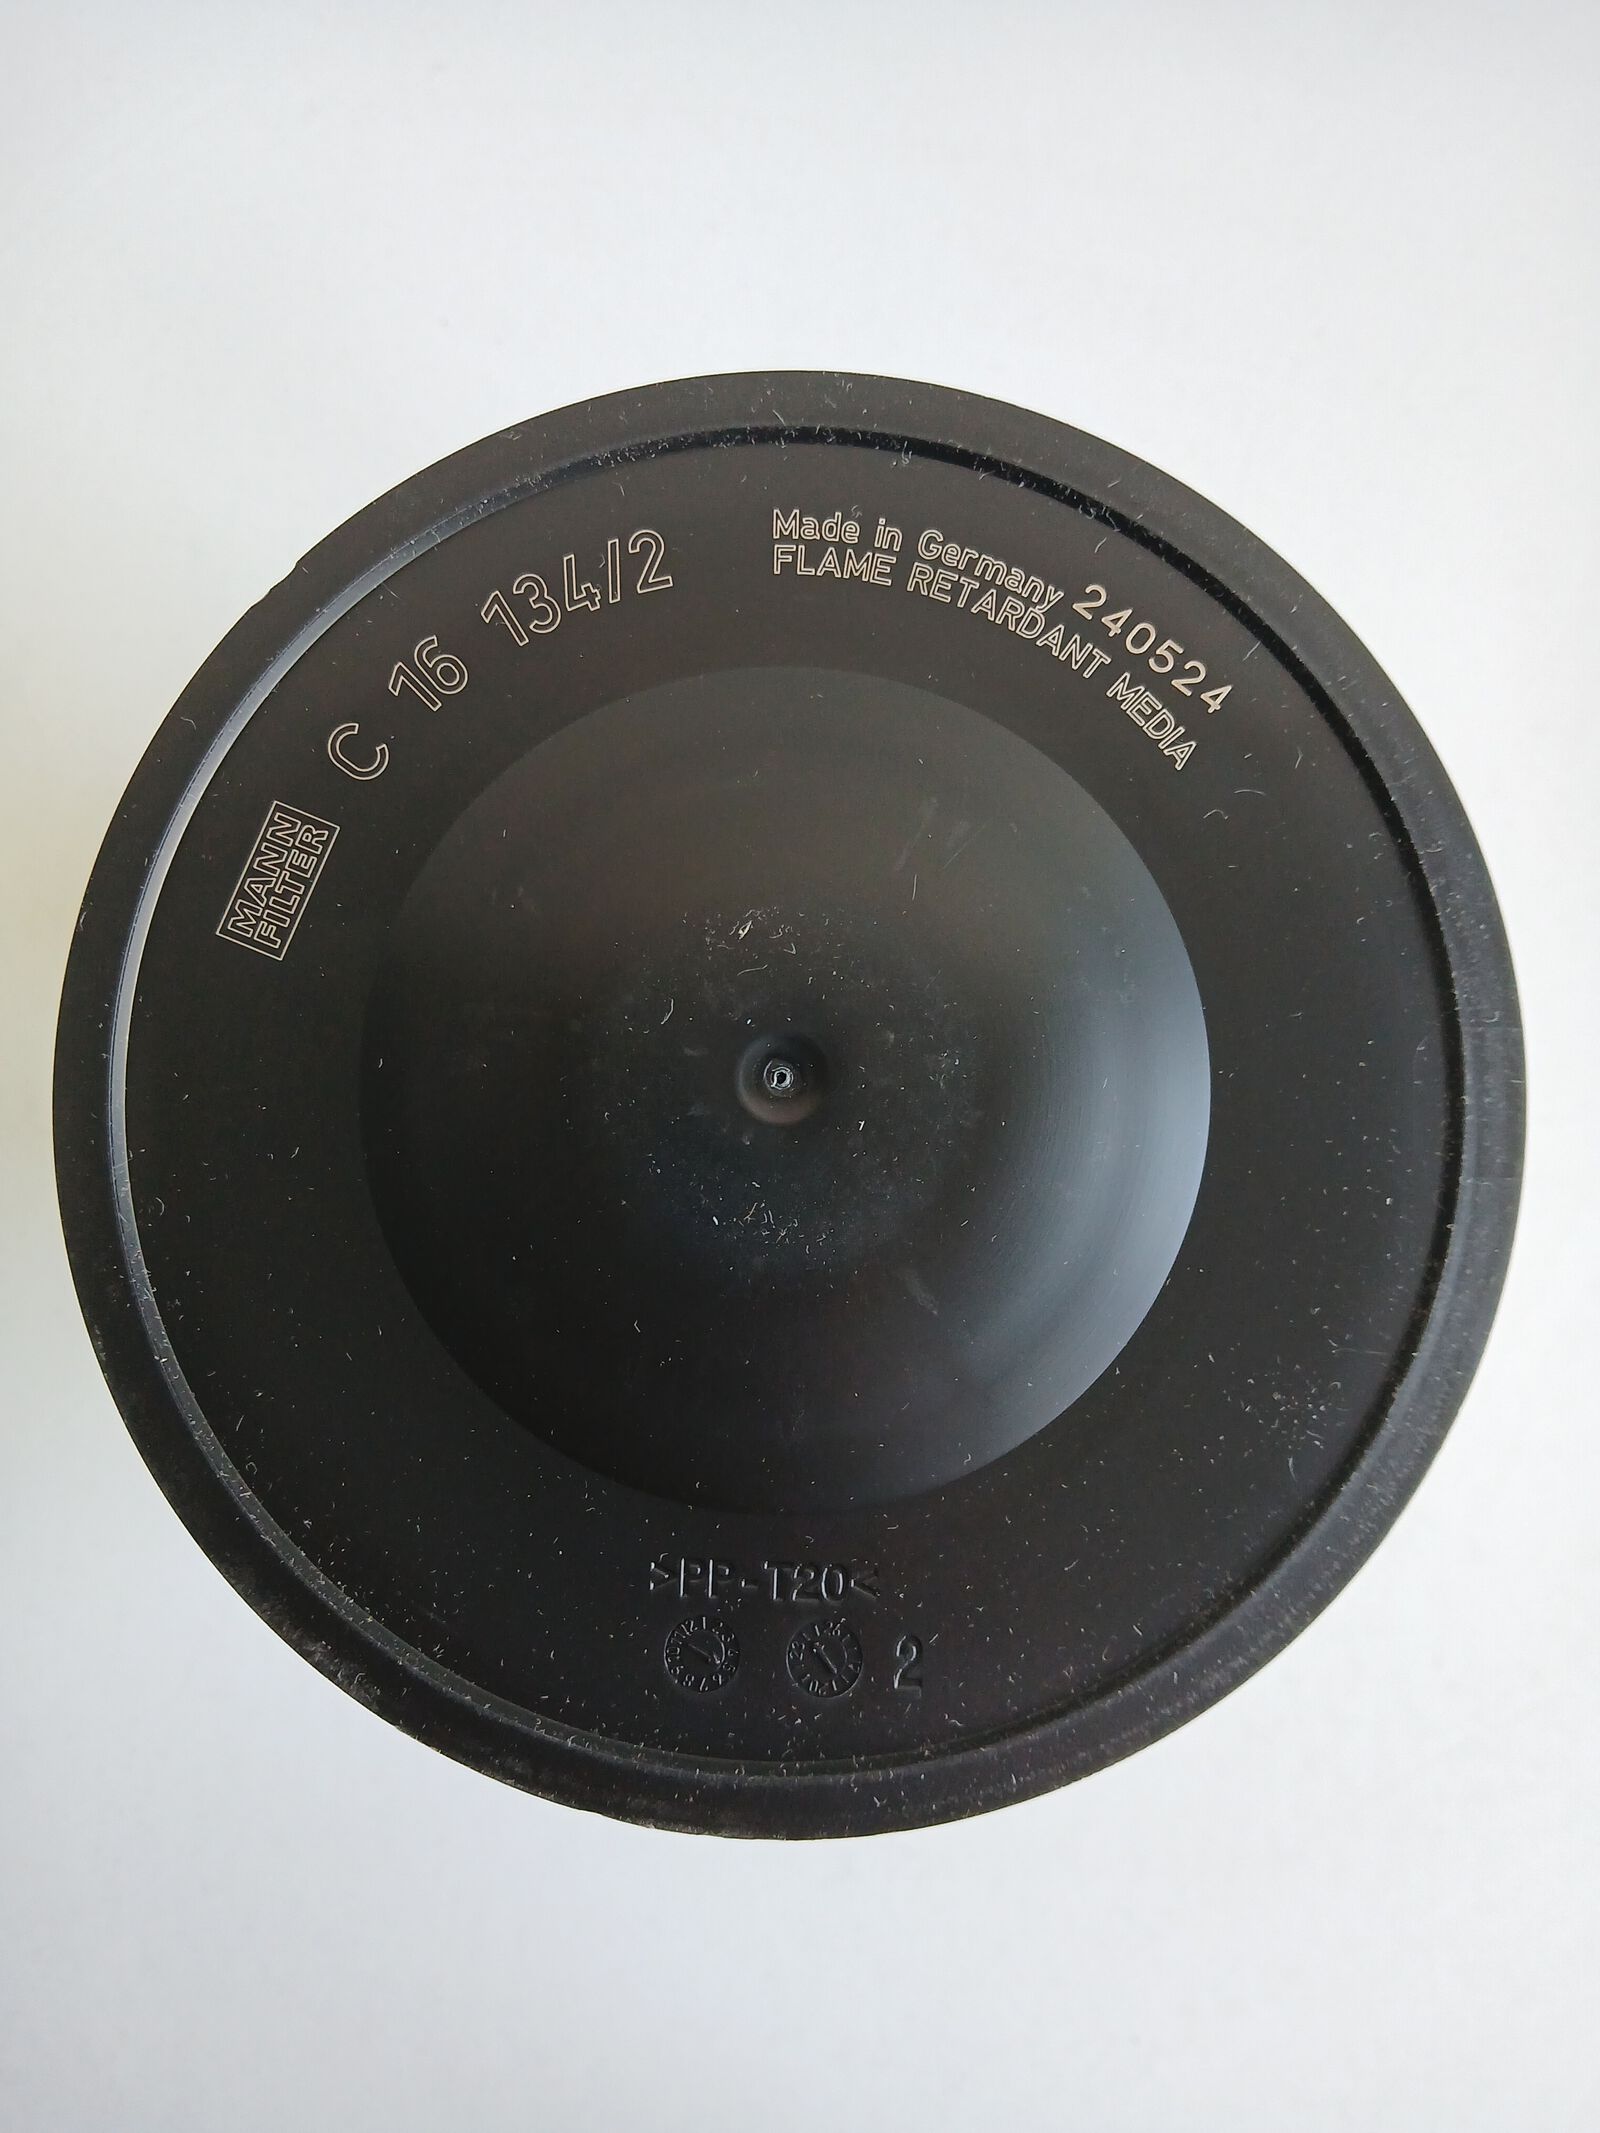 MANN
FILTER
C 16 134/2
Made in Germany 240524
FLAME RETARDANT MEDIA
>PP-T20<
2